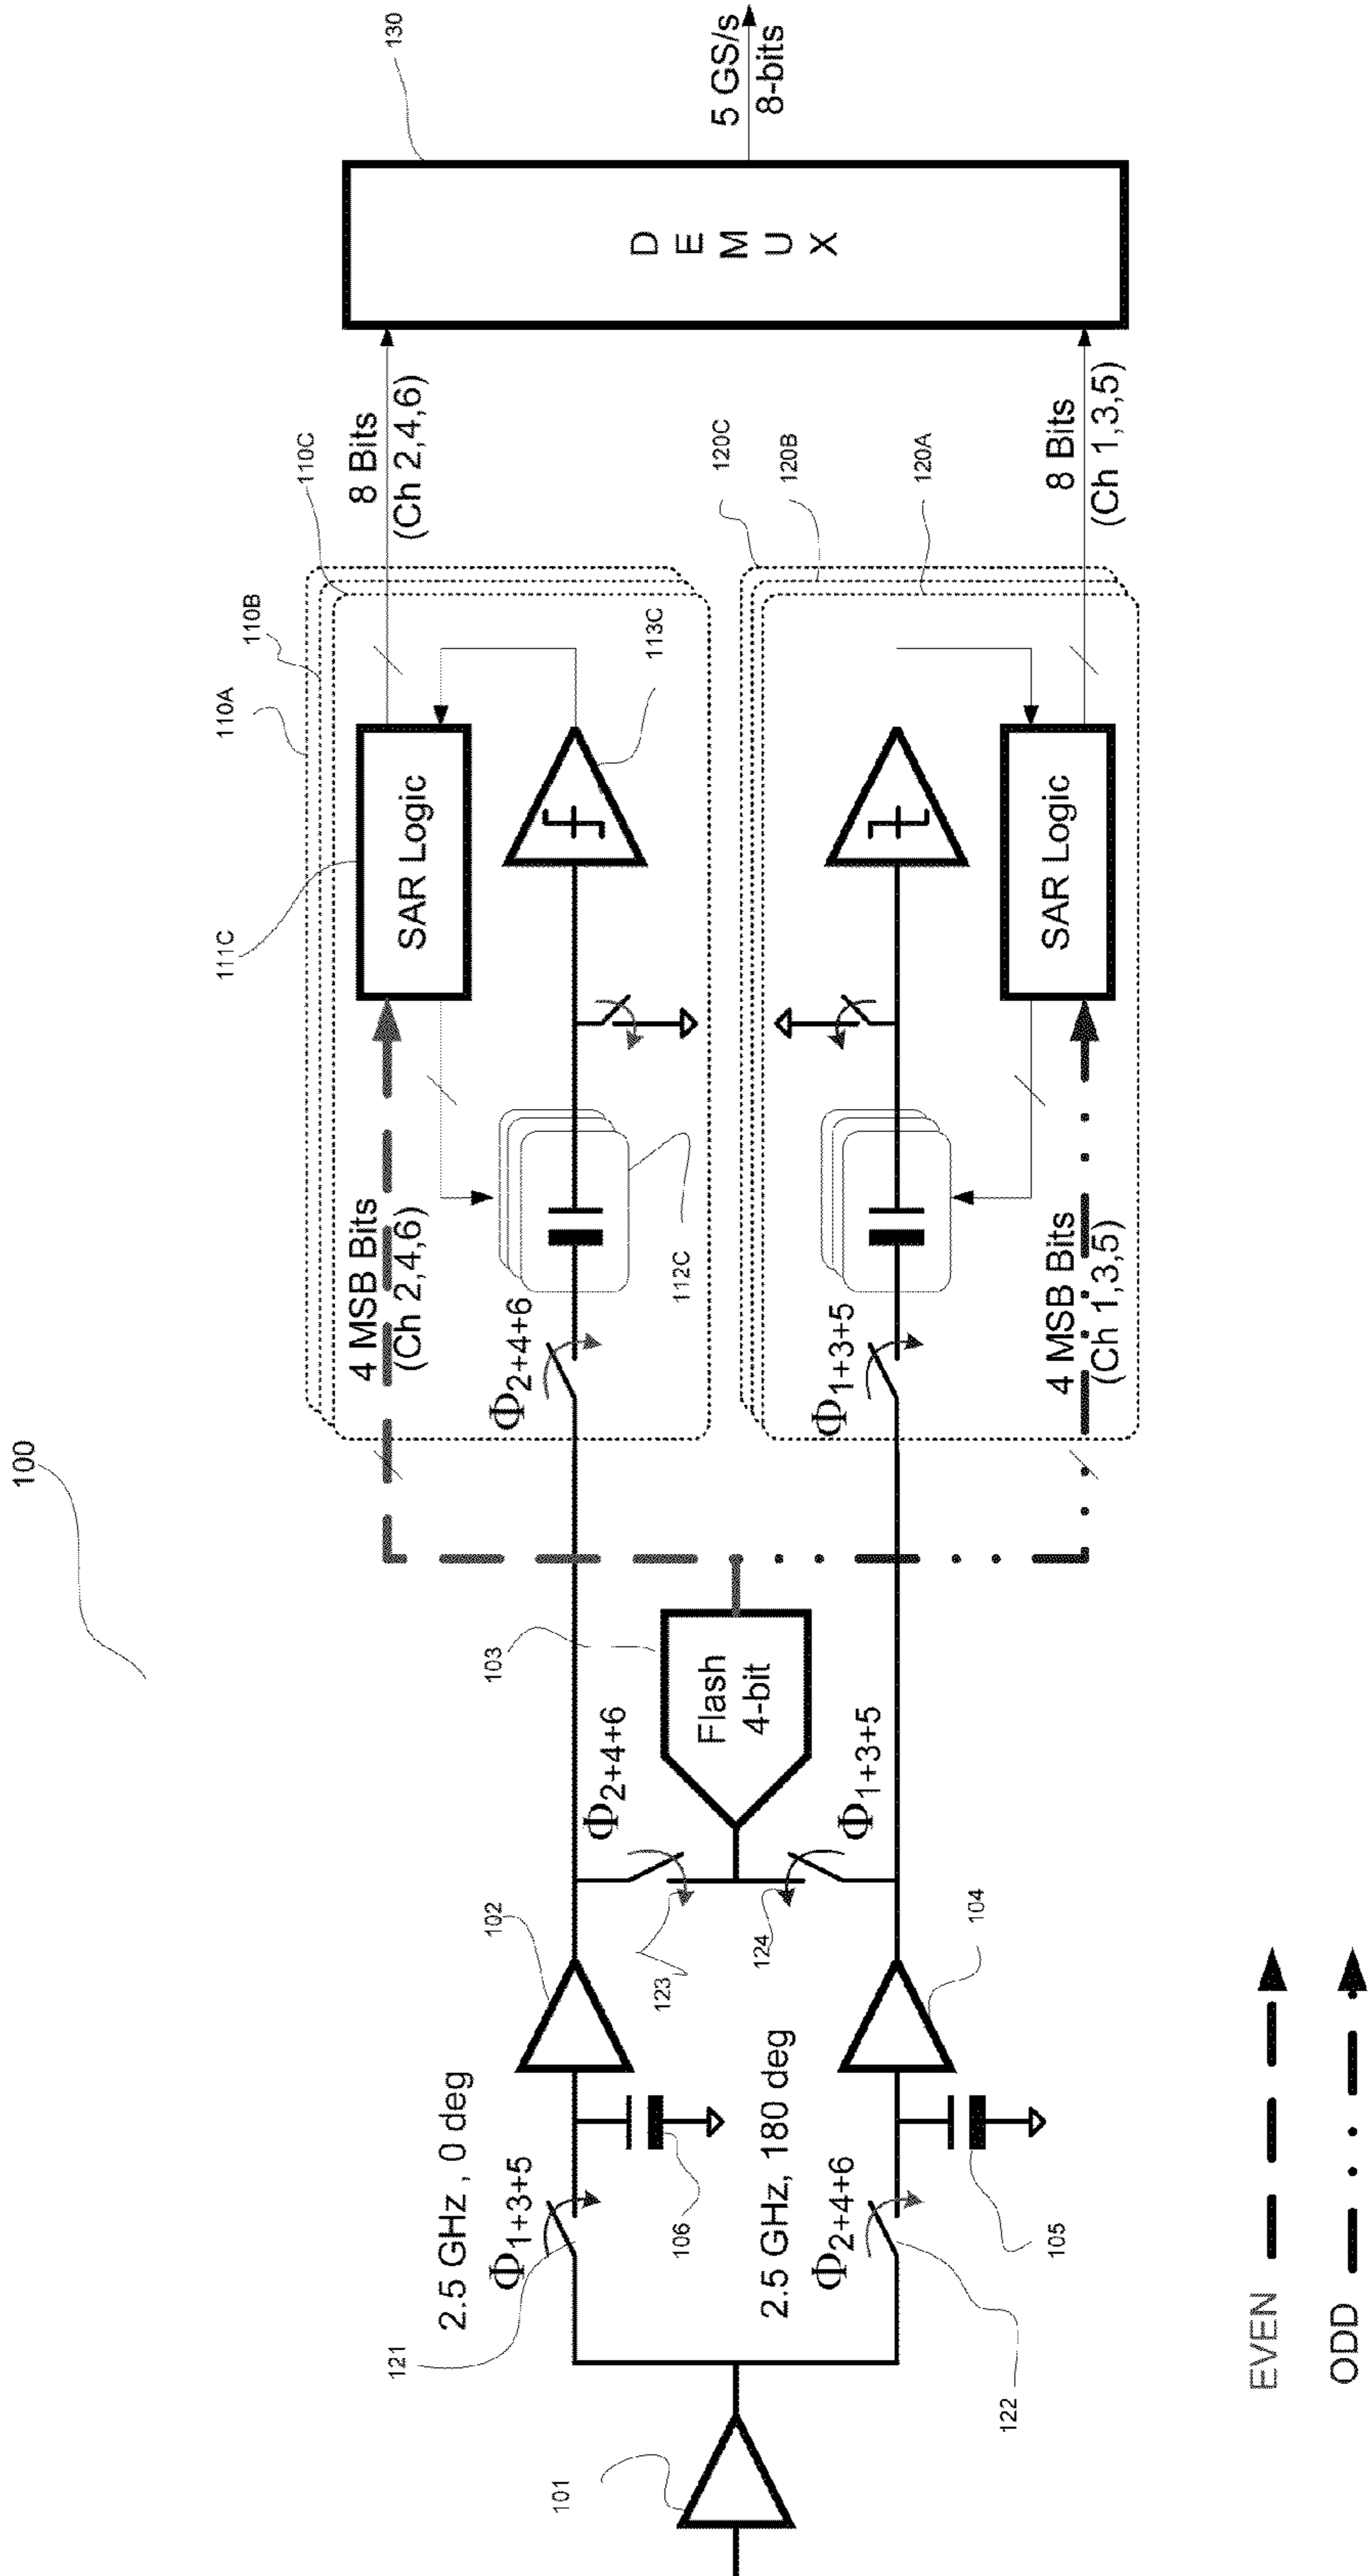 100
101
121
2.5 GHz , 0 deg
Φ1+3+5
106
102
122
2.5 GHz, 180 deg
Φ2+4+6
105
104
123
124
Φ2+4+6
Φ1+3+5
103
Flash
4-bit
110A
110B
110C
111C
4 MSB Bits
(Ch 2,4,6)
SAR Logic
Φ2+4+6
112C
113C
8 Bits
(Ch 2,4,6)
120C
120B
120A
Φ1+3+5
4 MSB Bits
(Ch 1,3,5)
SAR Logic
8 Bits
(Ch 1,3,5)
130
D
E
M
U
X
5 GS/s
8-bits
EVEN
ODD